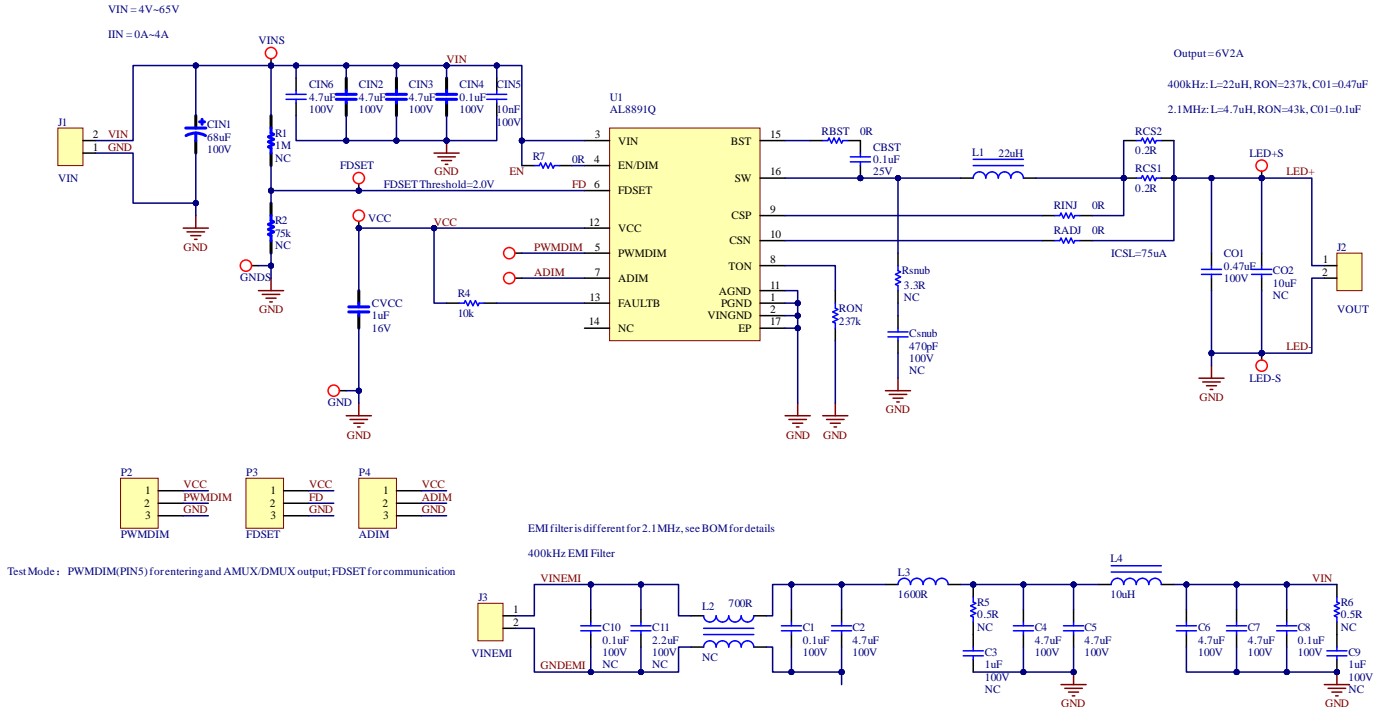 VIN = 4V~65V
IIN = 0A~4A
VINS
VIN
CIN6
4.7uF
100V
CIN2
4.7uF
100V
CIN3
4.7uF
100V
CIN4
0.1uF
100V
CIN5
10nF
100V
GND
J1
2
1
VIN
GND
VIN
CIN1
68uF
100V
GND
R1
1M
NC
FDSET
FDSET Threshold=2.0V
R2
75k
NC
GNDS
GND
R7
0R
EN
FD
VCC
VCC
PWMDIM
ADIM
CVCC
1uF
16V
R4
10k
GND
GND
U1
AL8891Q
3
VIN
4
EN/DIM
6
FDSET
12
VCC
5
PWMDIM
7
ADIM
13
FAULTB
14
NC
BST
15
SW
16
CSP
9
CSN
10
TON
8
AGND
11
PGND
1
VINGND
2
EP
17
RBST
0R
CBST
0.1uF
25V
L1
22uH
RCS2
0.2R
RCS1
0.2R
RINJ
0R
RADJ
0R
ICSL=75uA
Rsnub
3.3R
NC
Csnub
470pF
100V
NC
GND
RON
237k
GND
GND
Output=6V2A
400kHz: L=22uH, RON=237k, C01=0.47uF
2.1MHz: L=4.7uH, RON=43k, C01=0.1uF
LED+S
LED+
CO1
0.47uF
100V
CO2
10uF
NC
J2
1
2
VOUT
LED-
LED-S
GND
P2
1
2
3
VCC
PWMDIM
GND
PWMDIM
P3
1
2
3
VCC
FD
GND
FDSET
P4
1
2
3
VCC
ADIM
GND
ADIM
Test Mode： PWMDIM(PIN5) for entering and AMUX/DMUX output; FDSET for communication
EMI filter is different for 2.1MHz, see BOM for details
400kHz EMI Filter
J3
1
2
VINEMI
VINEMI
GNDEMI
C10
0.1uF
100V
NC
C11
2.2uF
100V
NC
L2
700R
NC
C1
0.1uF
100V
C2
4.7uF
100V
L3
1600R
R5
0.5R
NC
C3
1uF
100V
NC
C4
4.7uF
100V
C5
4.7uF
100V
GND
L4
10uH
C6
4.7uF
100V
C7
4.7uF
100V
C8
0.1uF
100V
VIN
R6
0.5R
NC
C9
1uF
100V
NC
GND